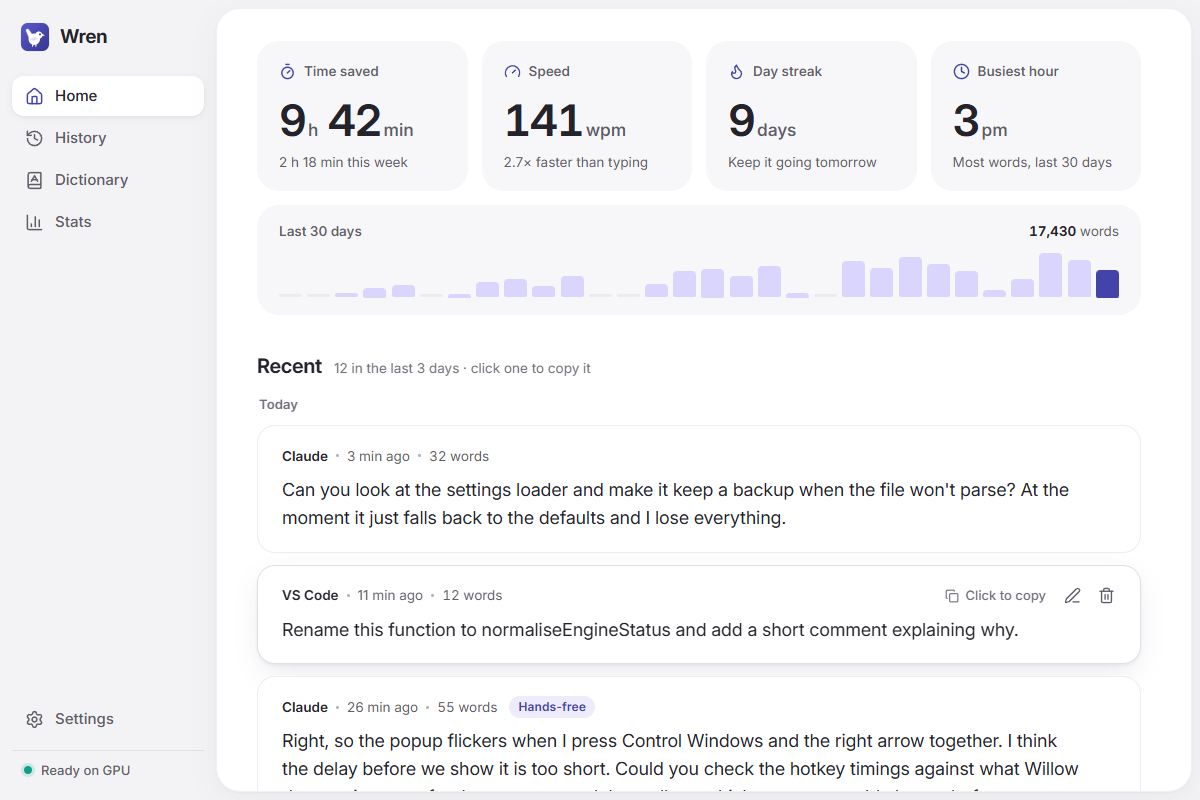 Wren
Home
History
Dictionary
Stats
Settings
Ready on GPU
Time saved
9h 42min
2 h 18 min this week
Speed
141wpm
2.7× faster than typing
Day streak
9days
Keep it going tomorrow
Busiest hour
3pm
Most words, last 30 days
Last 30 days
17,430 words
Recent 12 in the last 3 days · click one to copy it
Today
Claude · 3 min ago · 32 words
Can you look at the settings loader and make it keep a backup when the file won't parse? At the
moment it just falls back to the defaults and I lose everything.
VS Code · 11 min ago · 12 words Click to copy
Rename this function to normaliseEngineStatus and add a short comment explaining why.
Claude · 26 min ago · 55 words Hands-free
Right, so the popup flickers when I press Control Windows and the right arrow together. I think
the delay before we show it is too short. Could you check the hotkey timings against what Willow